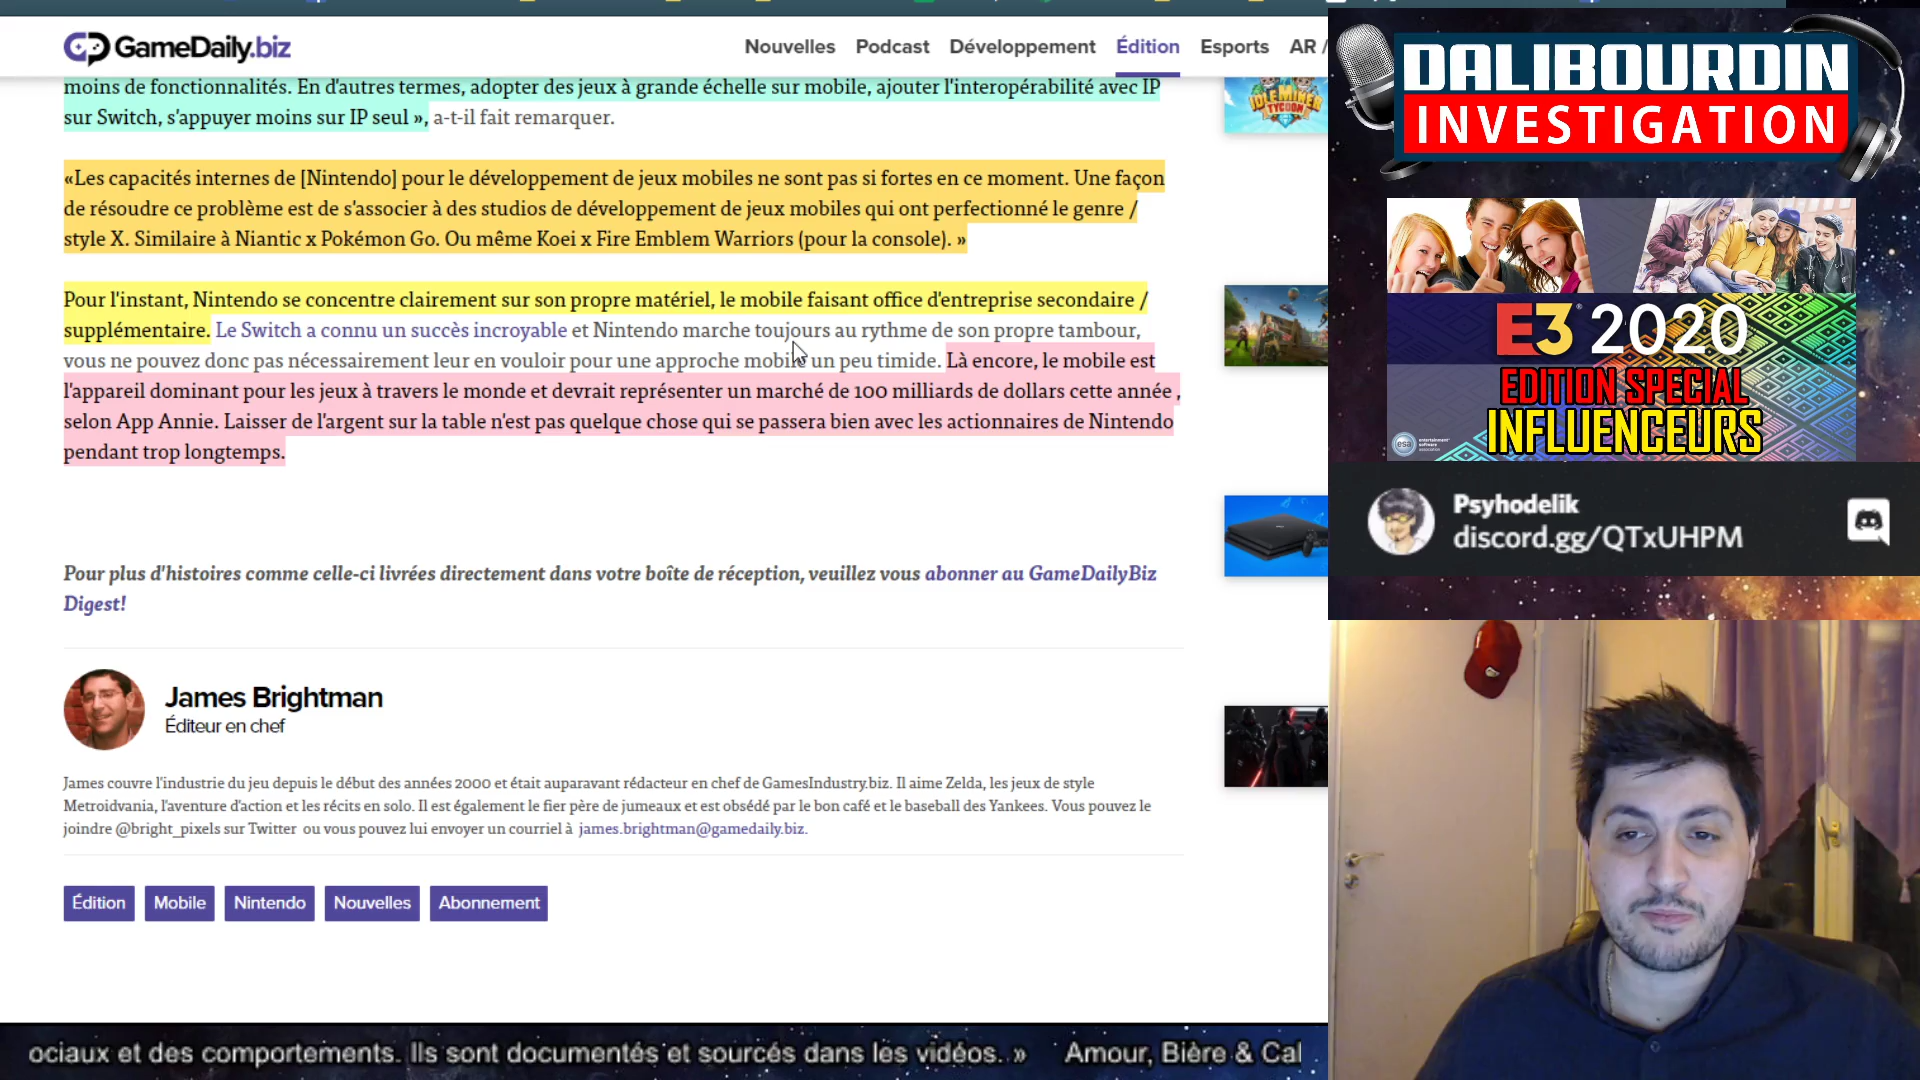 GameDaily.biz
Nouvelles Podcast Développement Édition Esports AR /
moins de fonctionnalités. En d'autres termes, adopter des jeux à grande échelle sur mobile, ajouter l'interopérabilité avec IP
sur Switch, s'appuyer moins sur IP seul », a-t-il fait remarquer.
«Les capacités internes de [Nintendo] pour le développement de jeux mobiles ne sont pas si fortes en ce moment. Une façon
de résoudre ce problème est de s'associer à des studios de développement de jeux mobiles qui ont perfectionné le genre /
style X. Similaire à Niantic x Pokémon Go. Ou même Koei x Fire Emblem Warriors (pour la console). »
Pour l'instant, Nintendo se concentre clairement sur son propre matériel, le mobile faisant office d'entreprise secondaire /
supplémentaire. Le Switch a connu un succès incroyable et Nintendo marche toujours au rythme de son propre tambour,
vous ne pouvez donc pas nécessairement leur en vouloir pour une approche mobile un peu timide. Là encore, le mobile est
l'appareil dominant pour les jeux à travers le monde et devrait représenter un marché de 100 milliards de dollars cette année ,
selon App Annie. Laisser de l'argent sur la table n'est pas quelque chose qui se passera bien avec les actionnaires de Nintendo
pendant trop longtemps.
Pour plus d'histoires comme celle-ci livrées directement dans votre boîte de réception, veuillez vous abonner au GameDailyBiz
Digest!
James Brightman
Éditeur en chef
James couvre l'industrie du jeu depuis le début des années 2000 et était auparavant rédacteur en chef de GamesIndustry.biz. Il aime Zelda, les jeux de style
Metroidvania, l'aventure d'action et les récits en solo. Il est également le fier père de jumeaux et est obsédé par le bon café et le baseball des Yankees. Vous pouvez le
joindre @bright_pixels sur Twitter ou vous pouvez lui envoyer un courriel à james.brightman@gamedaily.biz.
Édition Mobile Nintendo Nouvelles Abonnement
IDLE MINER
TYCOON
DALIBOURDIN
INVESTIGATION
E3 2020
EDITION SPECIAL
INFLUENCEURS
esa entertainment software association
Psyhodelik
discord.gg/QTxUHPM
ociaux et des comportements. Ils sont documentés et sourcés dans les vidéos. » Amour, Bière & Cal